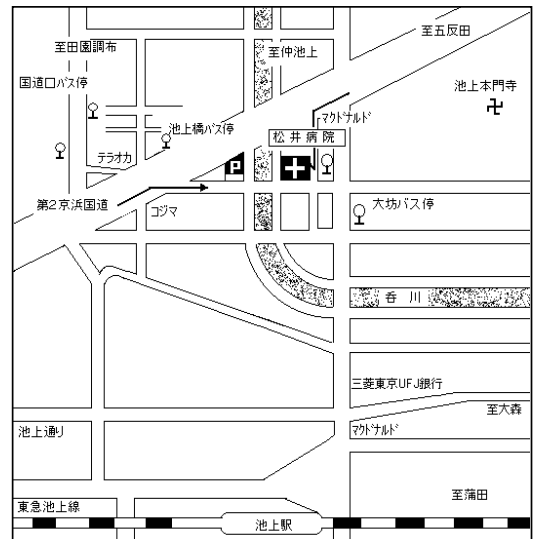 至五反田
至田園調布
至仲池上
国道口バス停
池上本門寺
マクドナルド
池上橋バス停
松井病院
テラオカ
P
第2京浜国道
コジマ
大坊バス停
呑川
三菱東京UFJ銀行
至大森
池上通り
マクドナルド
至蒲田
東急池上線
池上駅